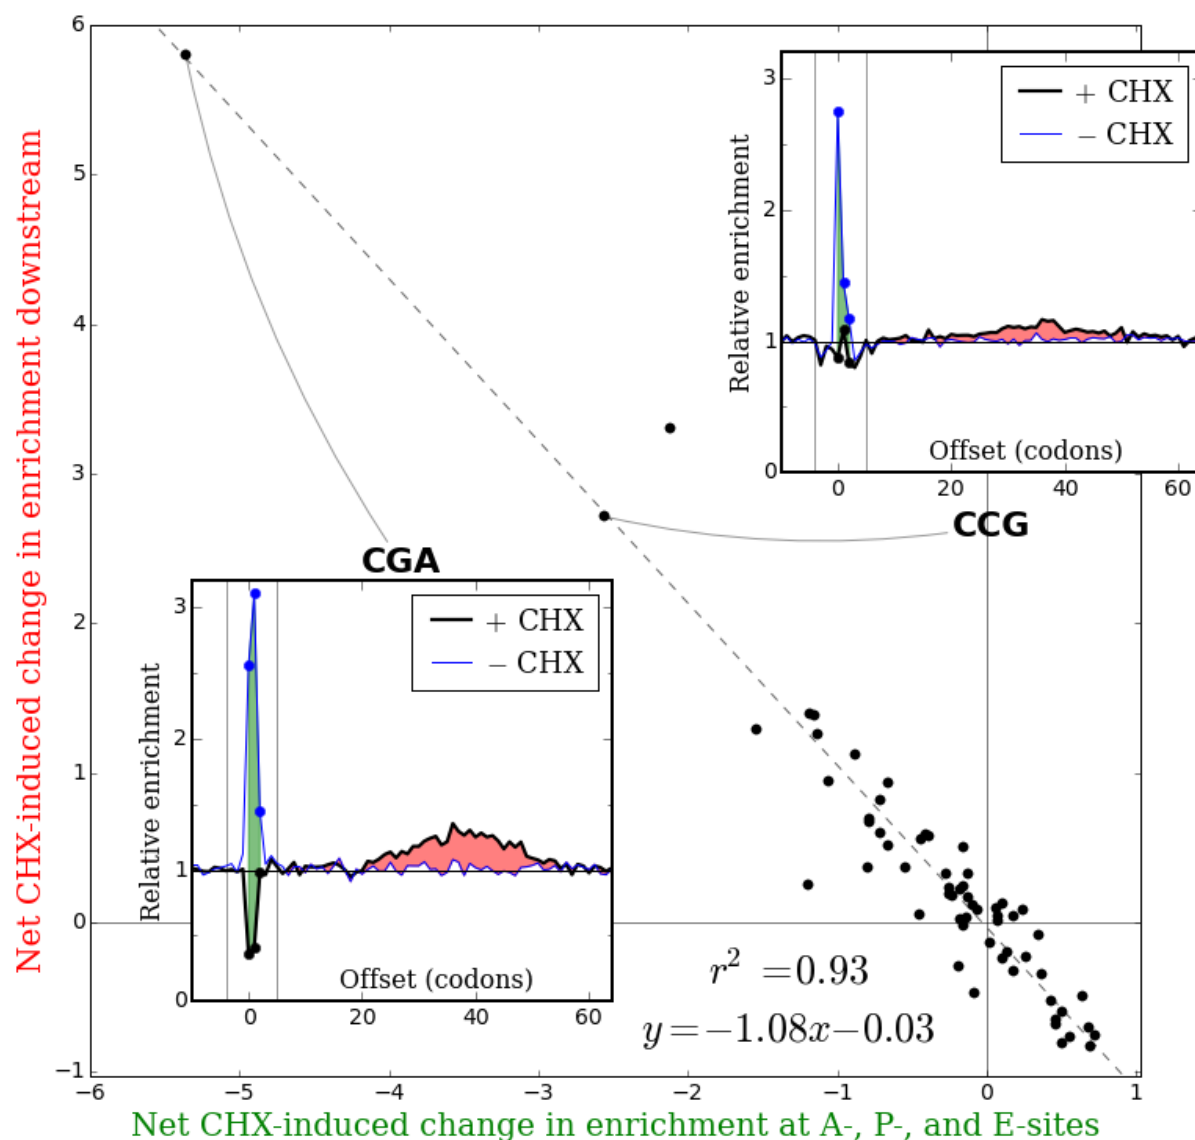 6
5
4
3
2
1
0
−1
−6
−5
−4
−3
−2
−1
0
1
Net CHX-induced change in enrichment downstream
Net CHX-induced change in enrichment at A-, P-, and E-sites
3
2
1
0
0
20
40
60
Relative enrichment
Offset (codons)
+ CHX
− CHX
CCG
CGA
3
2
1
0
0
20
40
60
Relative enrichment
Offset (codons)
+ CHX
− CHX
r² =0.93
y=−1.08x−0.03